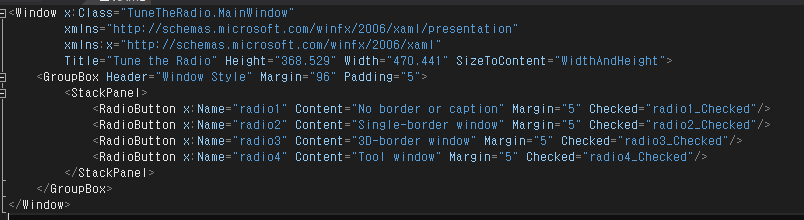 <Window x:Class="TuneTheRadio.MainWindow"
xmlns="http://schemas.microsoft.com/winfx/2006/xaml/presentation"
xmlns:x="http://schemas.microsoft.com/winfx/2006/xaml"
Title="Tune the Radio" Height="368.529" Width="470.441" SizeToContent="WidthAndHeight">
<GroupBox Header="Window Style" Margin="96" Padding="5">
<StackPanel>
<RadioButton x:Name="radio1" Content="No border or caption" Margin="5" Checked="radio1_Checked"/>
<RadioButton x:Name="radio2" Content="Single-border window" Margin="5" Checked="radio2_Checked"/>
<RadioButton x:Name="radio3" Content="3D-border window" Margin="5" Checked="radio3_Checked"/>
<RadioButton x:Name="radio4" Content="Tool window" Margin="5" Checked="radio4_Checked"/>
</StackPanel>
</GroupBox>
</Window>